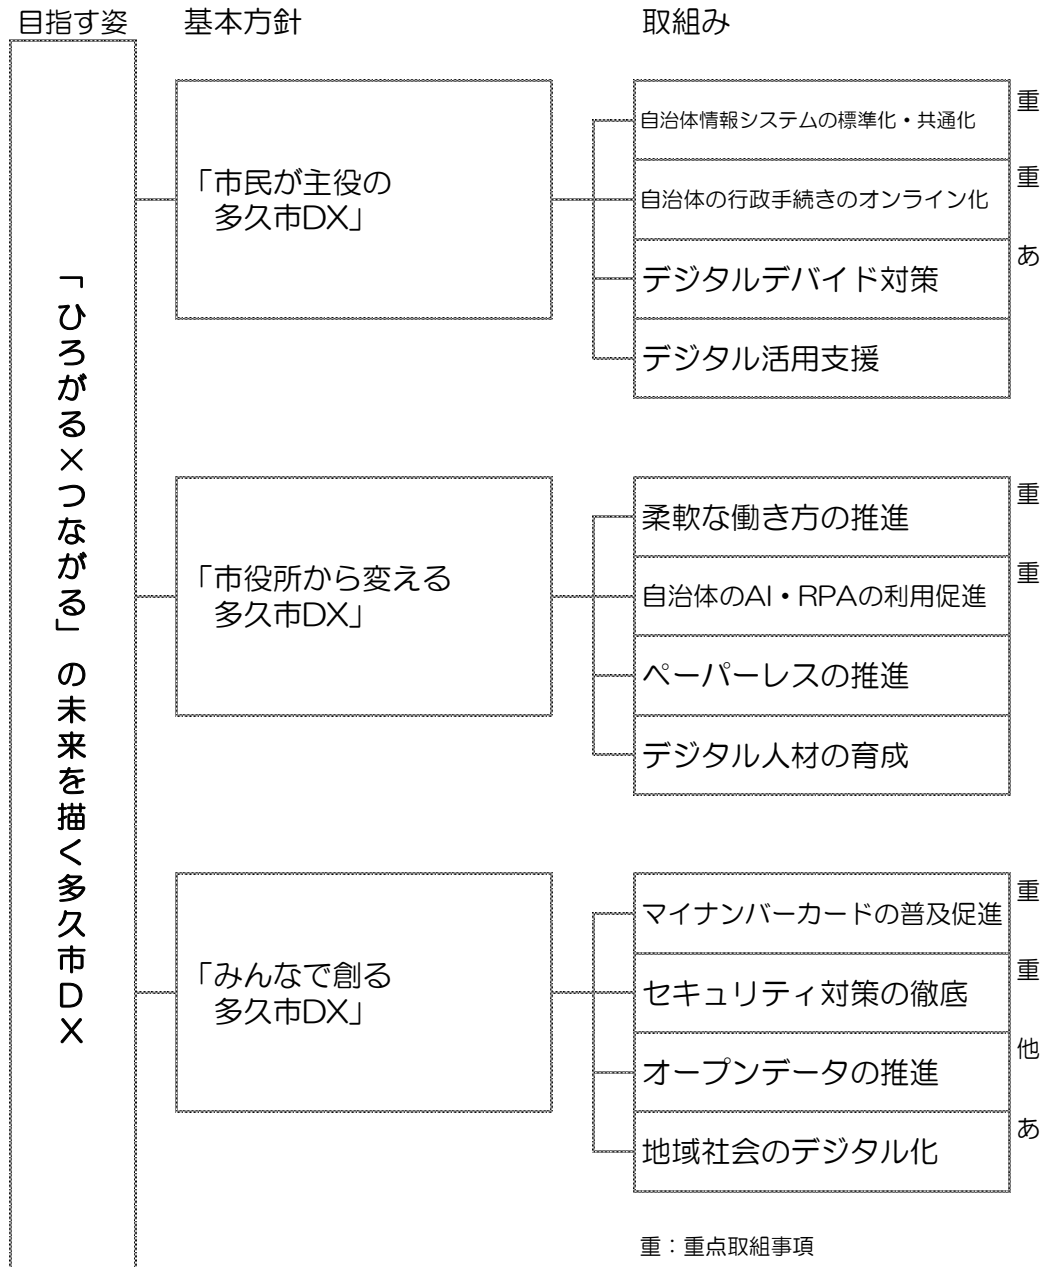 目指す姿 基本方針 取組み
「ひろがる×つながる」の未来を描く多久市DX
「市民が主役の
多久市DX」
自治体情報システムの標準化・共通化 重
自治体の行政手続きのオンライン化 重
デジタルデバイド対策 あ
デジタル活用支援
「市役所から変える
多久市DX」
柔軟な働き方の推進 重
自治体のAI・RPAの利用促進 重
ペーパーレスの推進
デジタル人材の育成
「みんなで創る
多久市DX」
マイナンバーカードの普及促進 重
セキュリティ対策の徹底 重
オープンデータの推進 他
地域社会のデジタル化 あ
重：重点取組事項